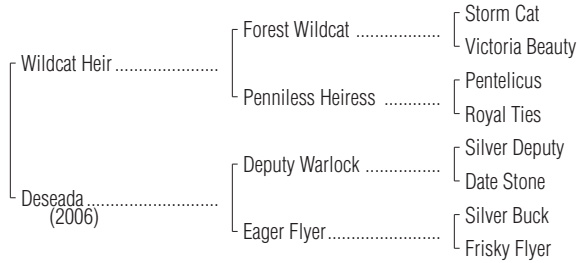 Storm Cat
Forest Wildcat ..................
Victoria Beauty
Wildcat Heir ......................
Pentelicus
Penniless Heiress ............
Royal Ties
Silver Deputy
Deputy Warlock ................
Date Stone
Deseada ............................
(2006)
Silver Buck
Eager Flyer ........................
Frisky Flyer